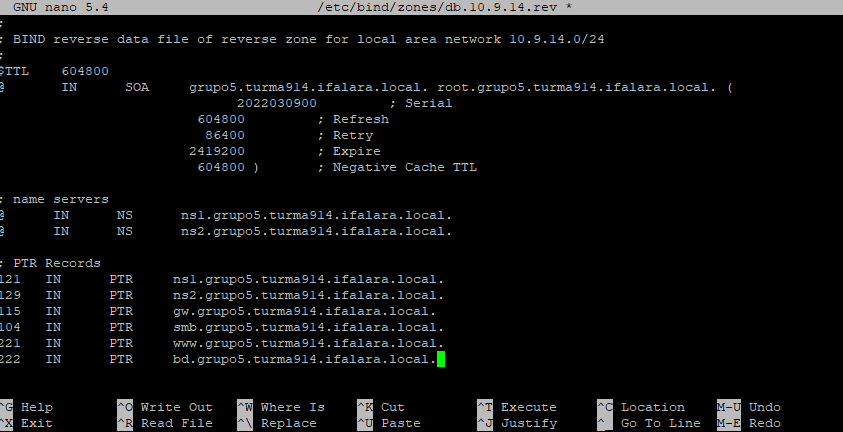 GNU nano 5.4 /etc/bind/zones/db.10.9.14.rev *
;
; BIND reverse data file of reverse zone for local area network 10.9.14.0/24
;
$TTL 604800
@ IN SOA grupo5.turma914.ifalara.local. root.grupo5.turma914.ifalara.local. (
2022030900 ; Serial
604800 ; Refresh
86400 ; Retry
2419200 ; Expire
604800 ) ; Negative Cache TTL
; name servers
@ IN NS ns1.grupo5.turma914.ifalara.local.
@ IN NS ns2.grupo5.turma914.ifalara.local.
; PTR Records
121 IN PTR ns1.grupo5.turma914.ifalara.local.
129 IN PTR ns2.grupo5.turma914.ifalara.local.
115 IN PTR gw.grupo5.turma914.ifalara.local.
104 IN PTR smb.grupo5.turma914.ifalara.local.
221 IN PTR www.grupo5.turma914.ifalara.local.
222 IN PTR bd.grupo5.turma914.ifalara.local.
^G Help ^O Write Out ^W Where Is ^K Cut ^T Execute ^C Location M-U Undo
^X Exit ^R Read File ^\ Replace ^U Paste ^J Justify ^_ Go To Line M-E Redo